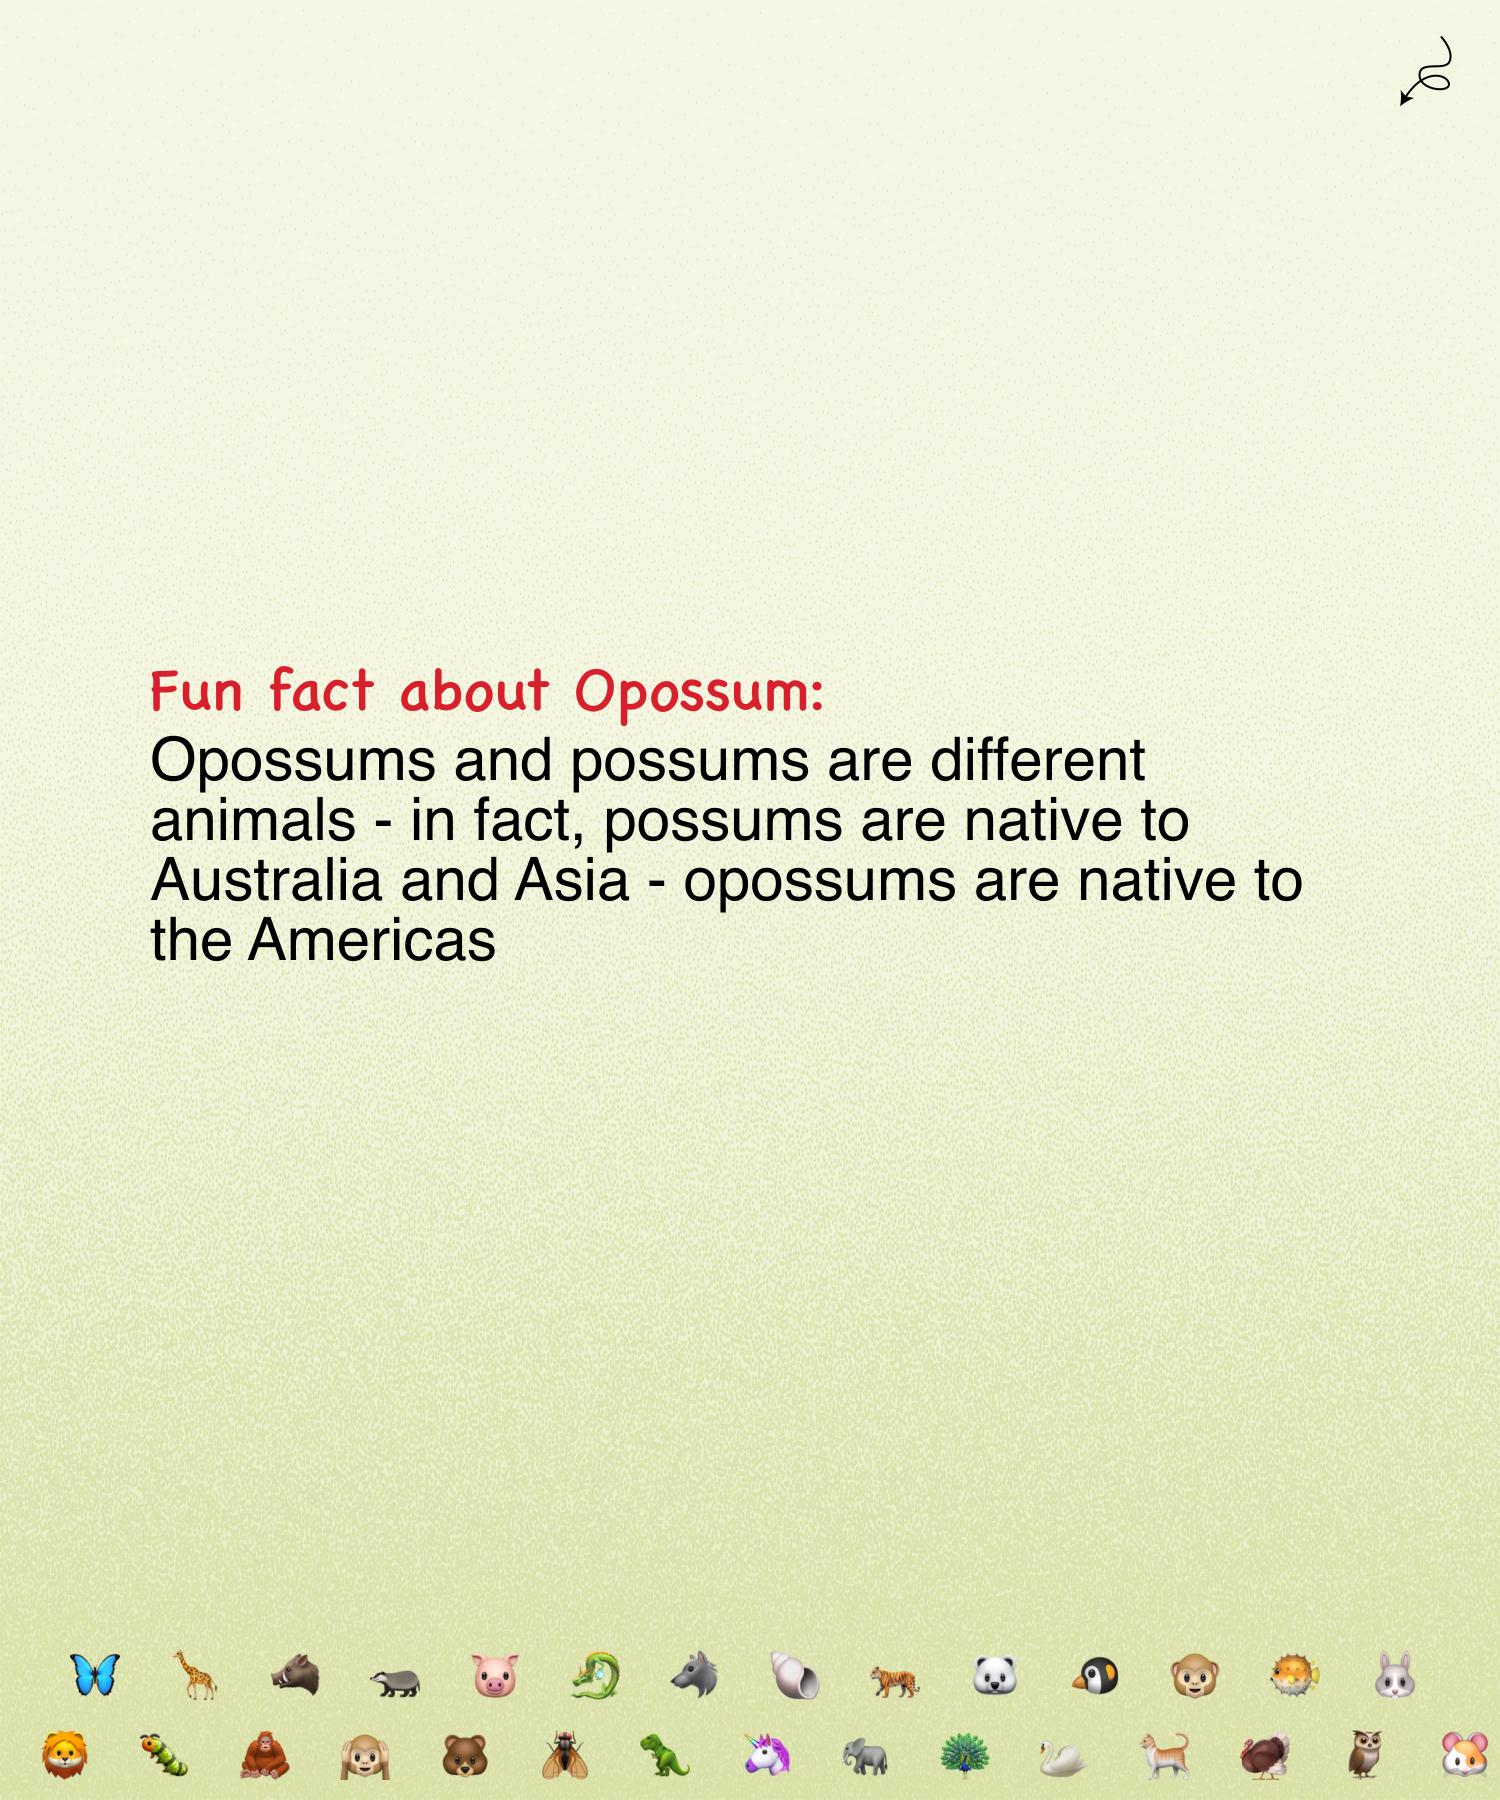 Fun fact about Opossum:
Opossums and possums are different
animals - in fact, possums are native to
Australia and Asia - opossums are native to
the Americas